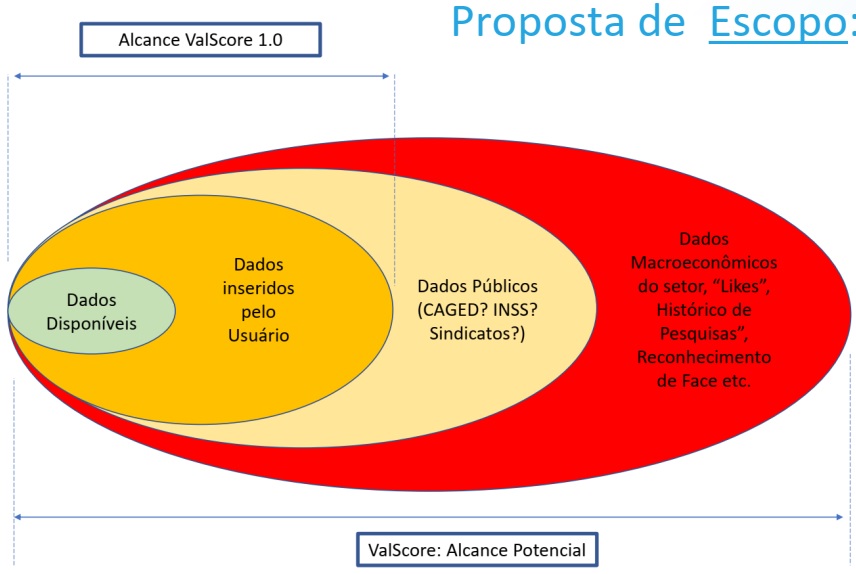 Proposta de Escopo:
Alcance ValScore 1.0
Dados
Disponíveis
Dados
inseridos
pelo
Usuário
Dados Públicos
(CAGED? INSS?
Sindicatos?)
Dados
Macroeconômicos
do setor, “Likes”,
Histórico de
Pesquisas”,
Reconhecimento
de Face etc.
ValScore: Alcance Potencial